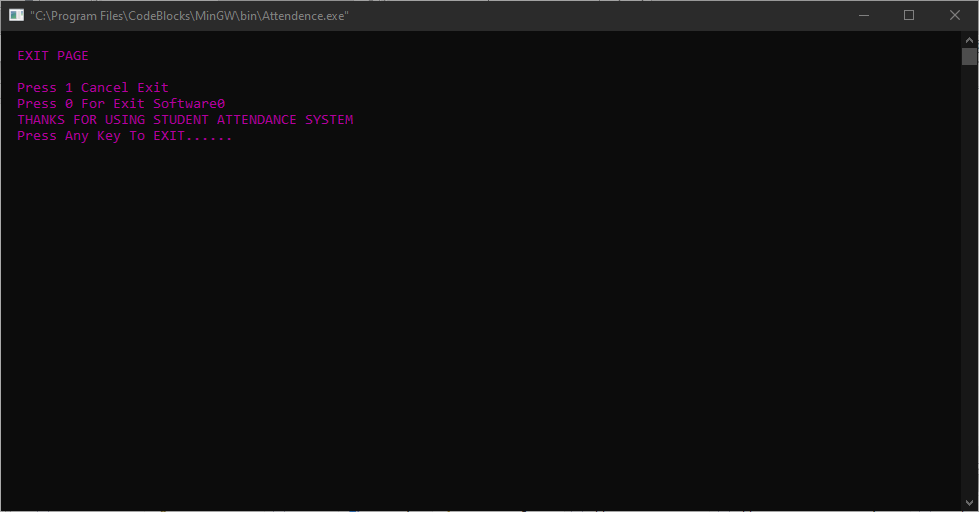 "C:\Program Files\CodeBlocks\MinGW\bin\Attendence.exe"
EXIT PAGE
Press 1 Cancel Exit
Press 0 For Exit Software0
THANKS FOR USING STUDENT ATTENDANCE SYSTEM
Press Any Key To EXIT......